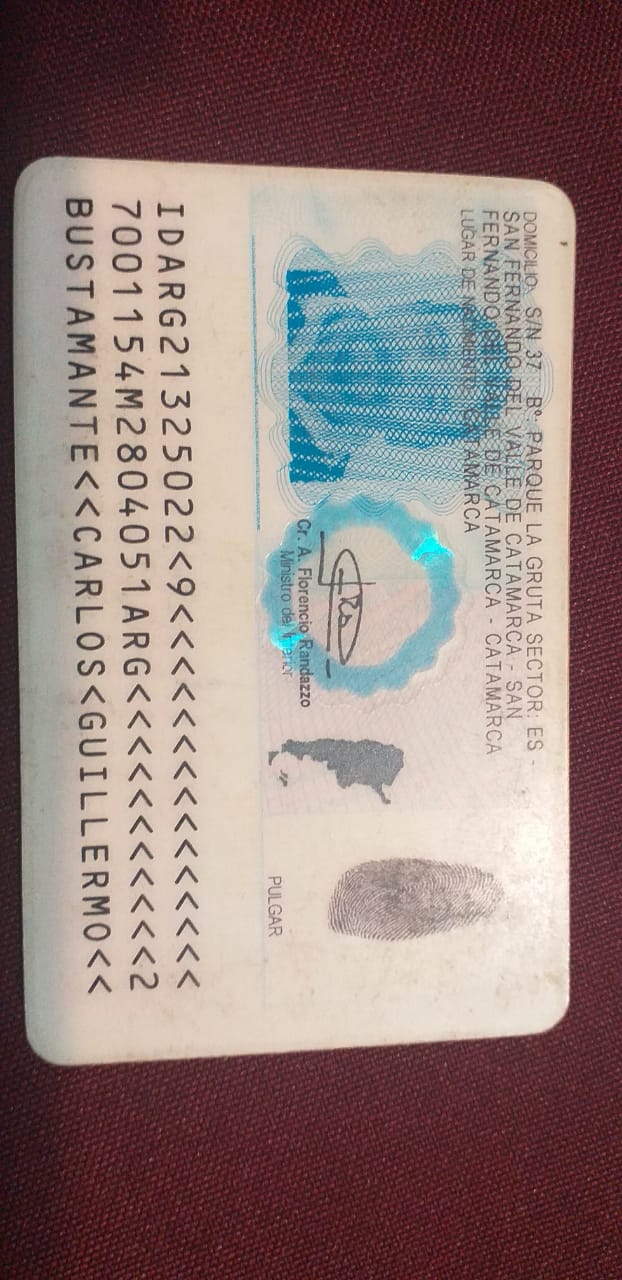 DOMICILIO: S/N 37 Bº: PARQUE LA GRUTA SECTOR: ES -
SAN FERNANDO DEL VALLE DE CATAMARCA - SAN
FERNANDO DEL VALLE DE CATAMARCA - CATAMARCA
LUGAR DE NACIMIENTO: CATAMARCA
Cr. A. Florencio Randazzo
Ministro del Interior
PULGAR
IDARG21325022<9<<<<<<<<<<<<<<<
7001154M2804051ARG<<<<<<<<<<<2
BUSTAMANTE<<CARLOS<GUILLERMO<<